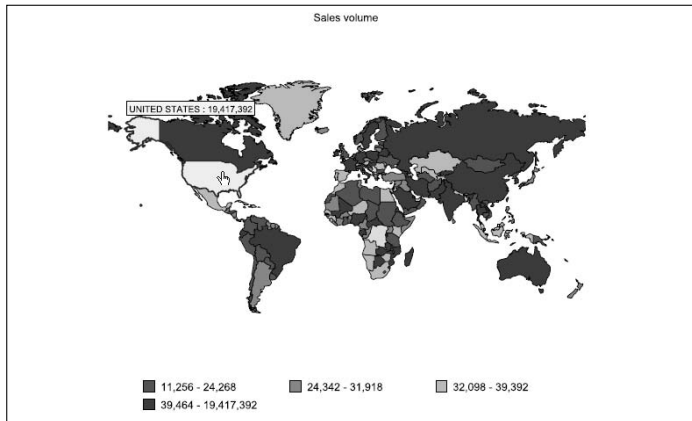 Sales volume
UNITED STATES : 19,417,392
11,256 - 24,268
24,342 - 31,918
32,098 - 39,392
39,464 - 19,417,392